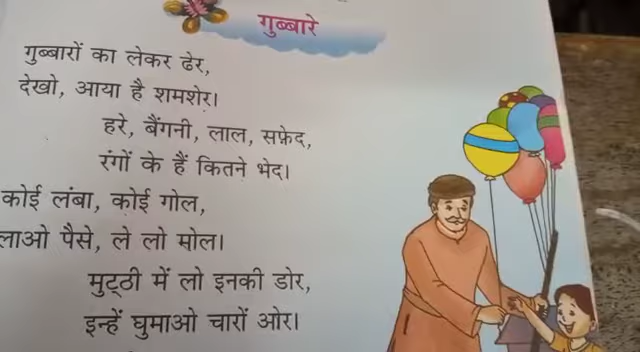 गुब्बारे
गुब्बारों का लेकर ढेर,
देखो, आया है शमशेर।
हरे, बैंगनी, लाल, सफ़ेद,
रंगों के हैं कितने भेद।
कोई लंबा, कोई गोल,
लाओ पैसे, ले लो मोल।
मुट्ठी में लो इनकी डोर,
इन्हें घुमाओ चारों ओर।